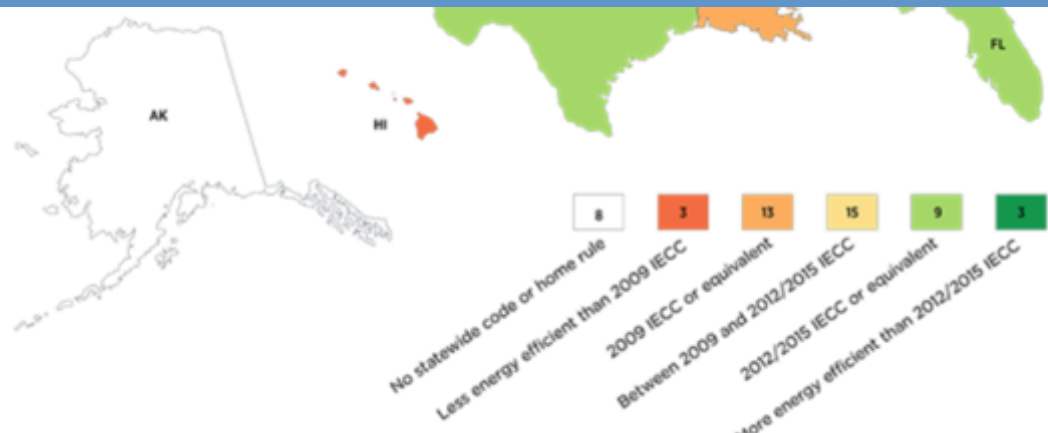 FL
AK
HI
8
3
13
15
9
3
No statewide code or home rule
Less energy efficient than 2009 IECC
2009 IECC or equivalent
Between 2009 and 2012/2015 IECC
2012/2015 IECC or equivalent
energy efficient than 2012/2015 IECC